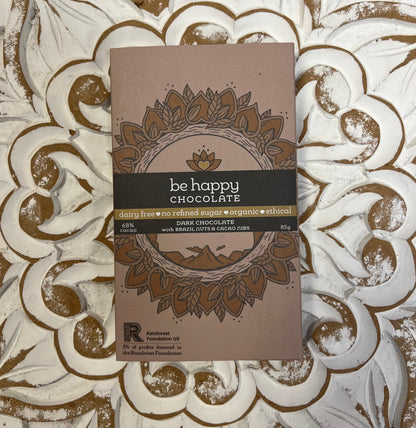 be happy
CHOCOLATE
dairy free ♥ no refined sugar ♥ organic ♥ ethical
68% cacao
DARK CHOCOLATE
with BRAZIL NUTS & CACAO NIBS
85g
R
Rainforest
Foundation US
5% of profits donated to
the Rainforest Foundation